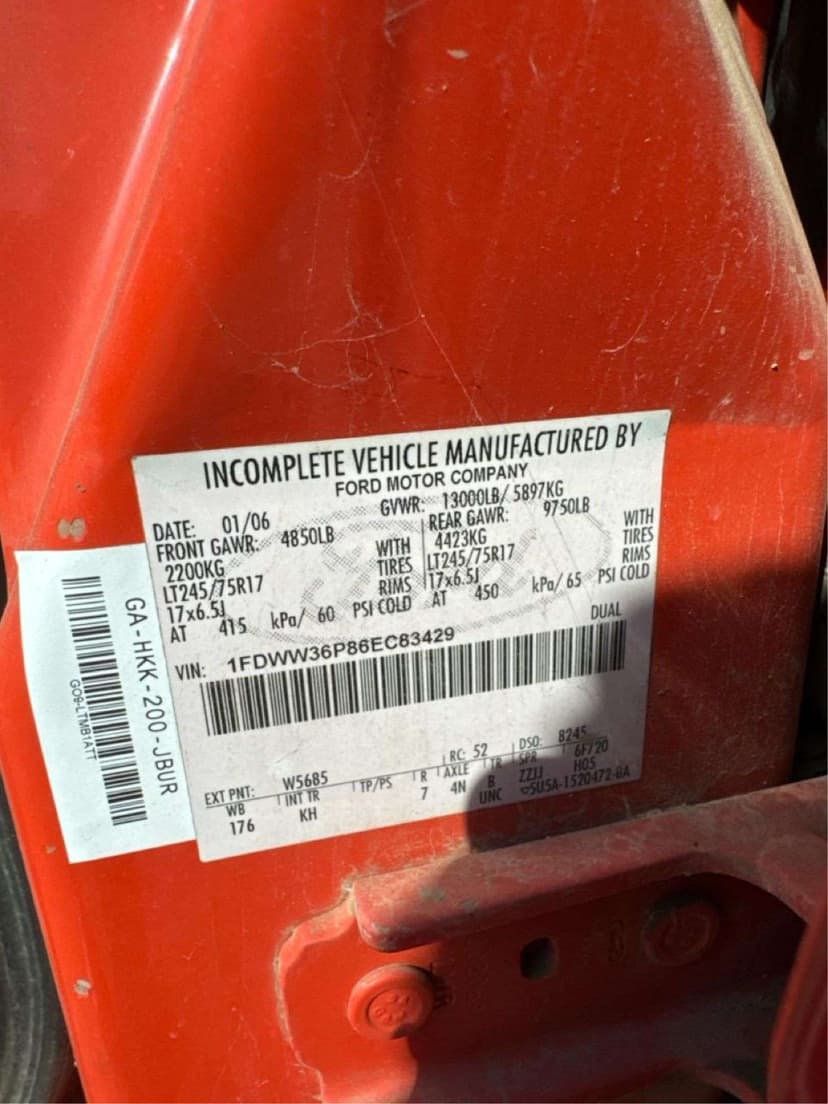 INCOMPLETE VEHICLE MANUFACTURED BY
FORD MOTOR COMPANY
DATE: 01/06 GVWR: 13000LB/ 5897KG
FRONT GAWR: 4850LB REAR GAWR: 9750LB
2200KG WITH 4423KG WITH
LT245/75R17 TIRES LT245/75R17 TIRES
17x6.5J RIMS 17x6.5J RIMS
AT 415 kPa/ 60 PSI COLD AT 450 kPa/ 65 PSI COLD
DUAL
VIN: 1FDWW36P86EC83429
EXT PNT: W5685 RC: 52 DSO: 8245
WB INT TR TP/PS R AXLE TR SPR 6F/20
176 KH 7 4N B ZZJJ H05
UNC 5U5A-1520472-BA
GA-HKK-200-JBUR
GO9-LTMB1ATT